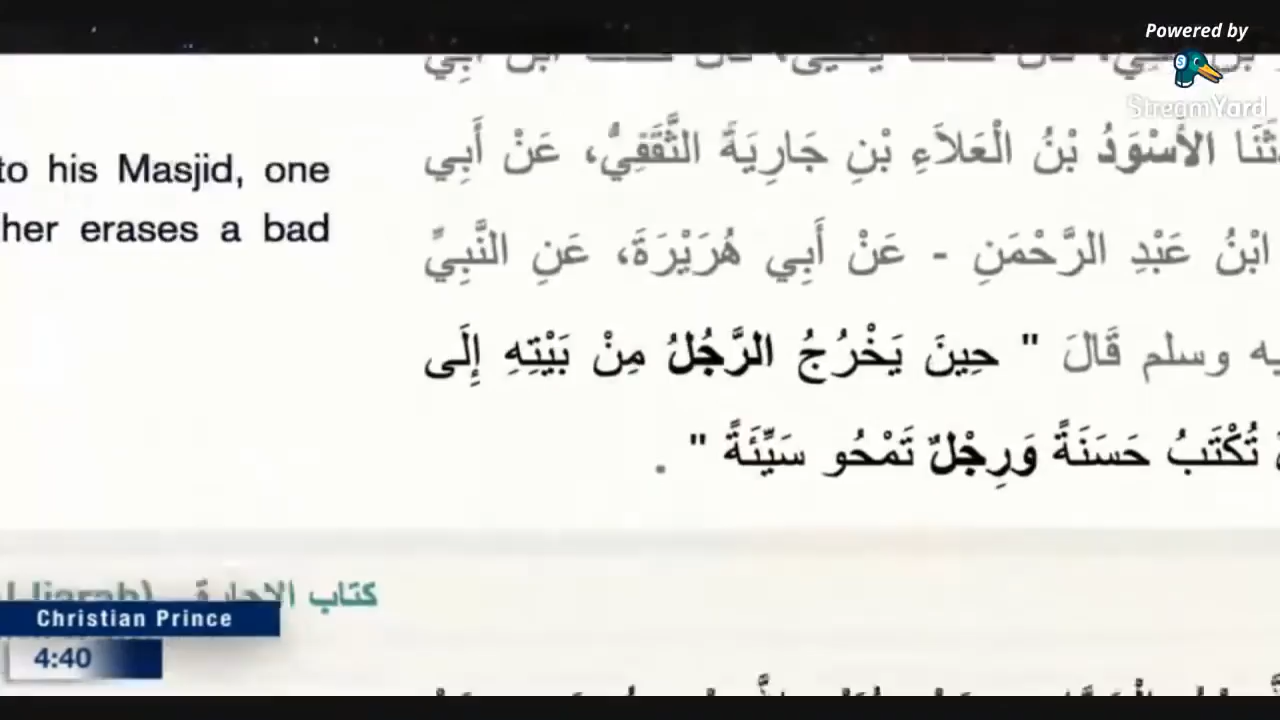 Powered by
StreamYard
to his Masjid, one
her erases a bad
الأَسْوَدُ بْنُ الْعَلاَءِ بْنِ جَارِيَةَ الثَّقَفِيُّ، عَنْ أَبِي
ابْنُ عَبْدِ الرَّحْمَنِ - عَنْ أَبِي هُرَيْرَةَ، عَنِ النَّبِيِّ
وسلم قَالَ " حِينَ يَخْرُجُ الرَّجُلُ مِنْ بَيْتِهِ إِلَى
تُكْتَبُ حَسَنَةً وَرِجْلٌ تَمْحُو سَيِّئَةً " .
كتاب الإجارة
Christian Prince
4:40